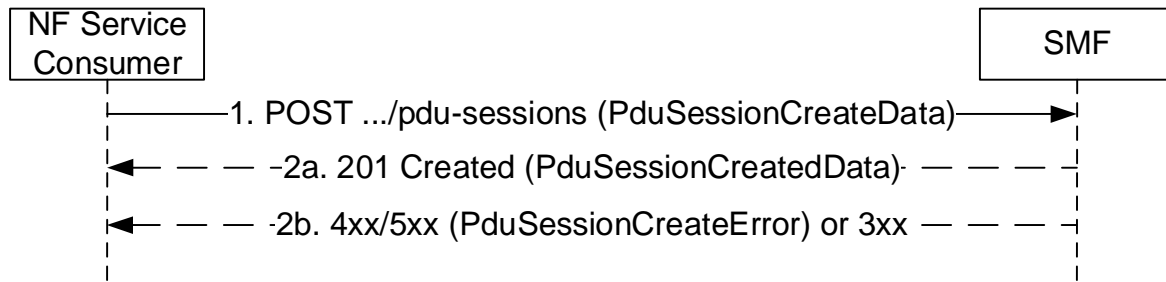 NF Service
Consumer
SMF
1. POST .../pdu-sessions (PduSessionCreateData)
2a. 201 Created (PduSessionCreatedData)
2b. 4xx/5xx (PduSessionCreateError) or 3xx